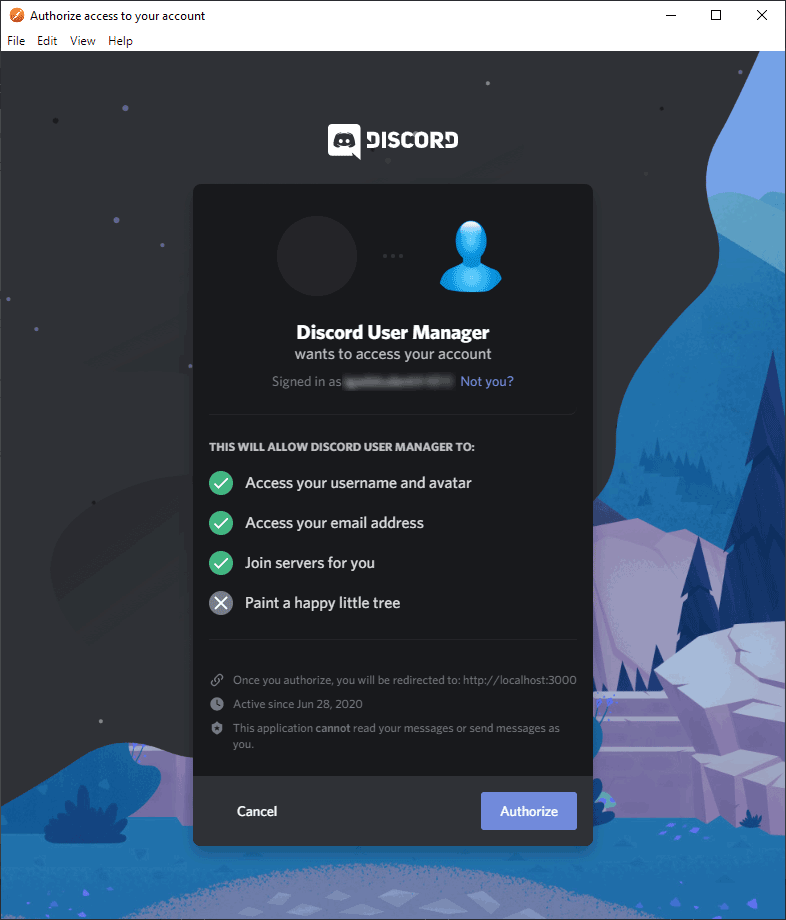 Authorize access to your account
File Edit View Help
DISCORD
Discord User Manager
wants to access your account
Signed in as Not you?
THIS WILL ALLOW DISCORD USER MANAGER TO:
Access your username and avatar
Access your email address
Join servers for you
Paint a happy little tree
Once you authorize, you will be redirected to: http://localhost:3000
Active since Jun 28, 2020
This application cannot read your messages or send messages as
you.
Cancel Authorize